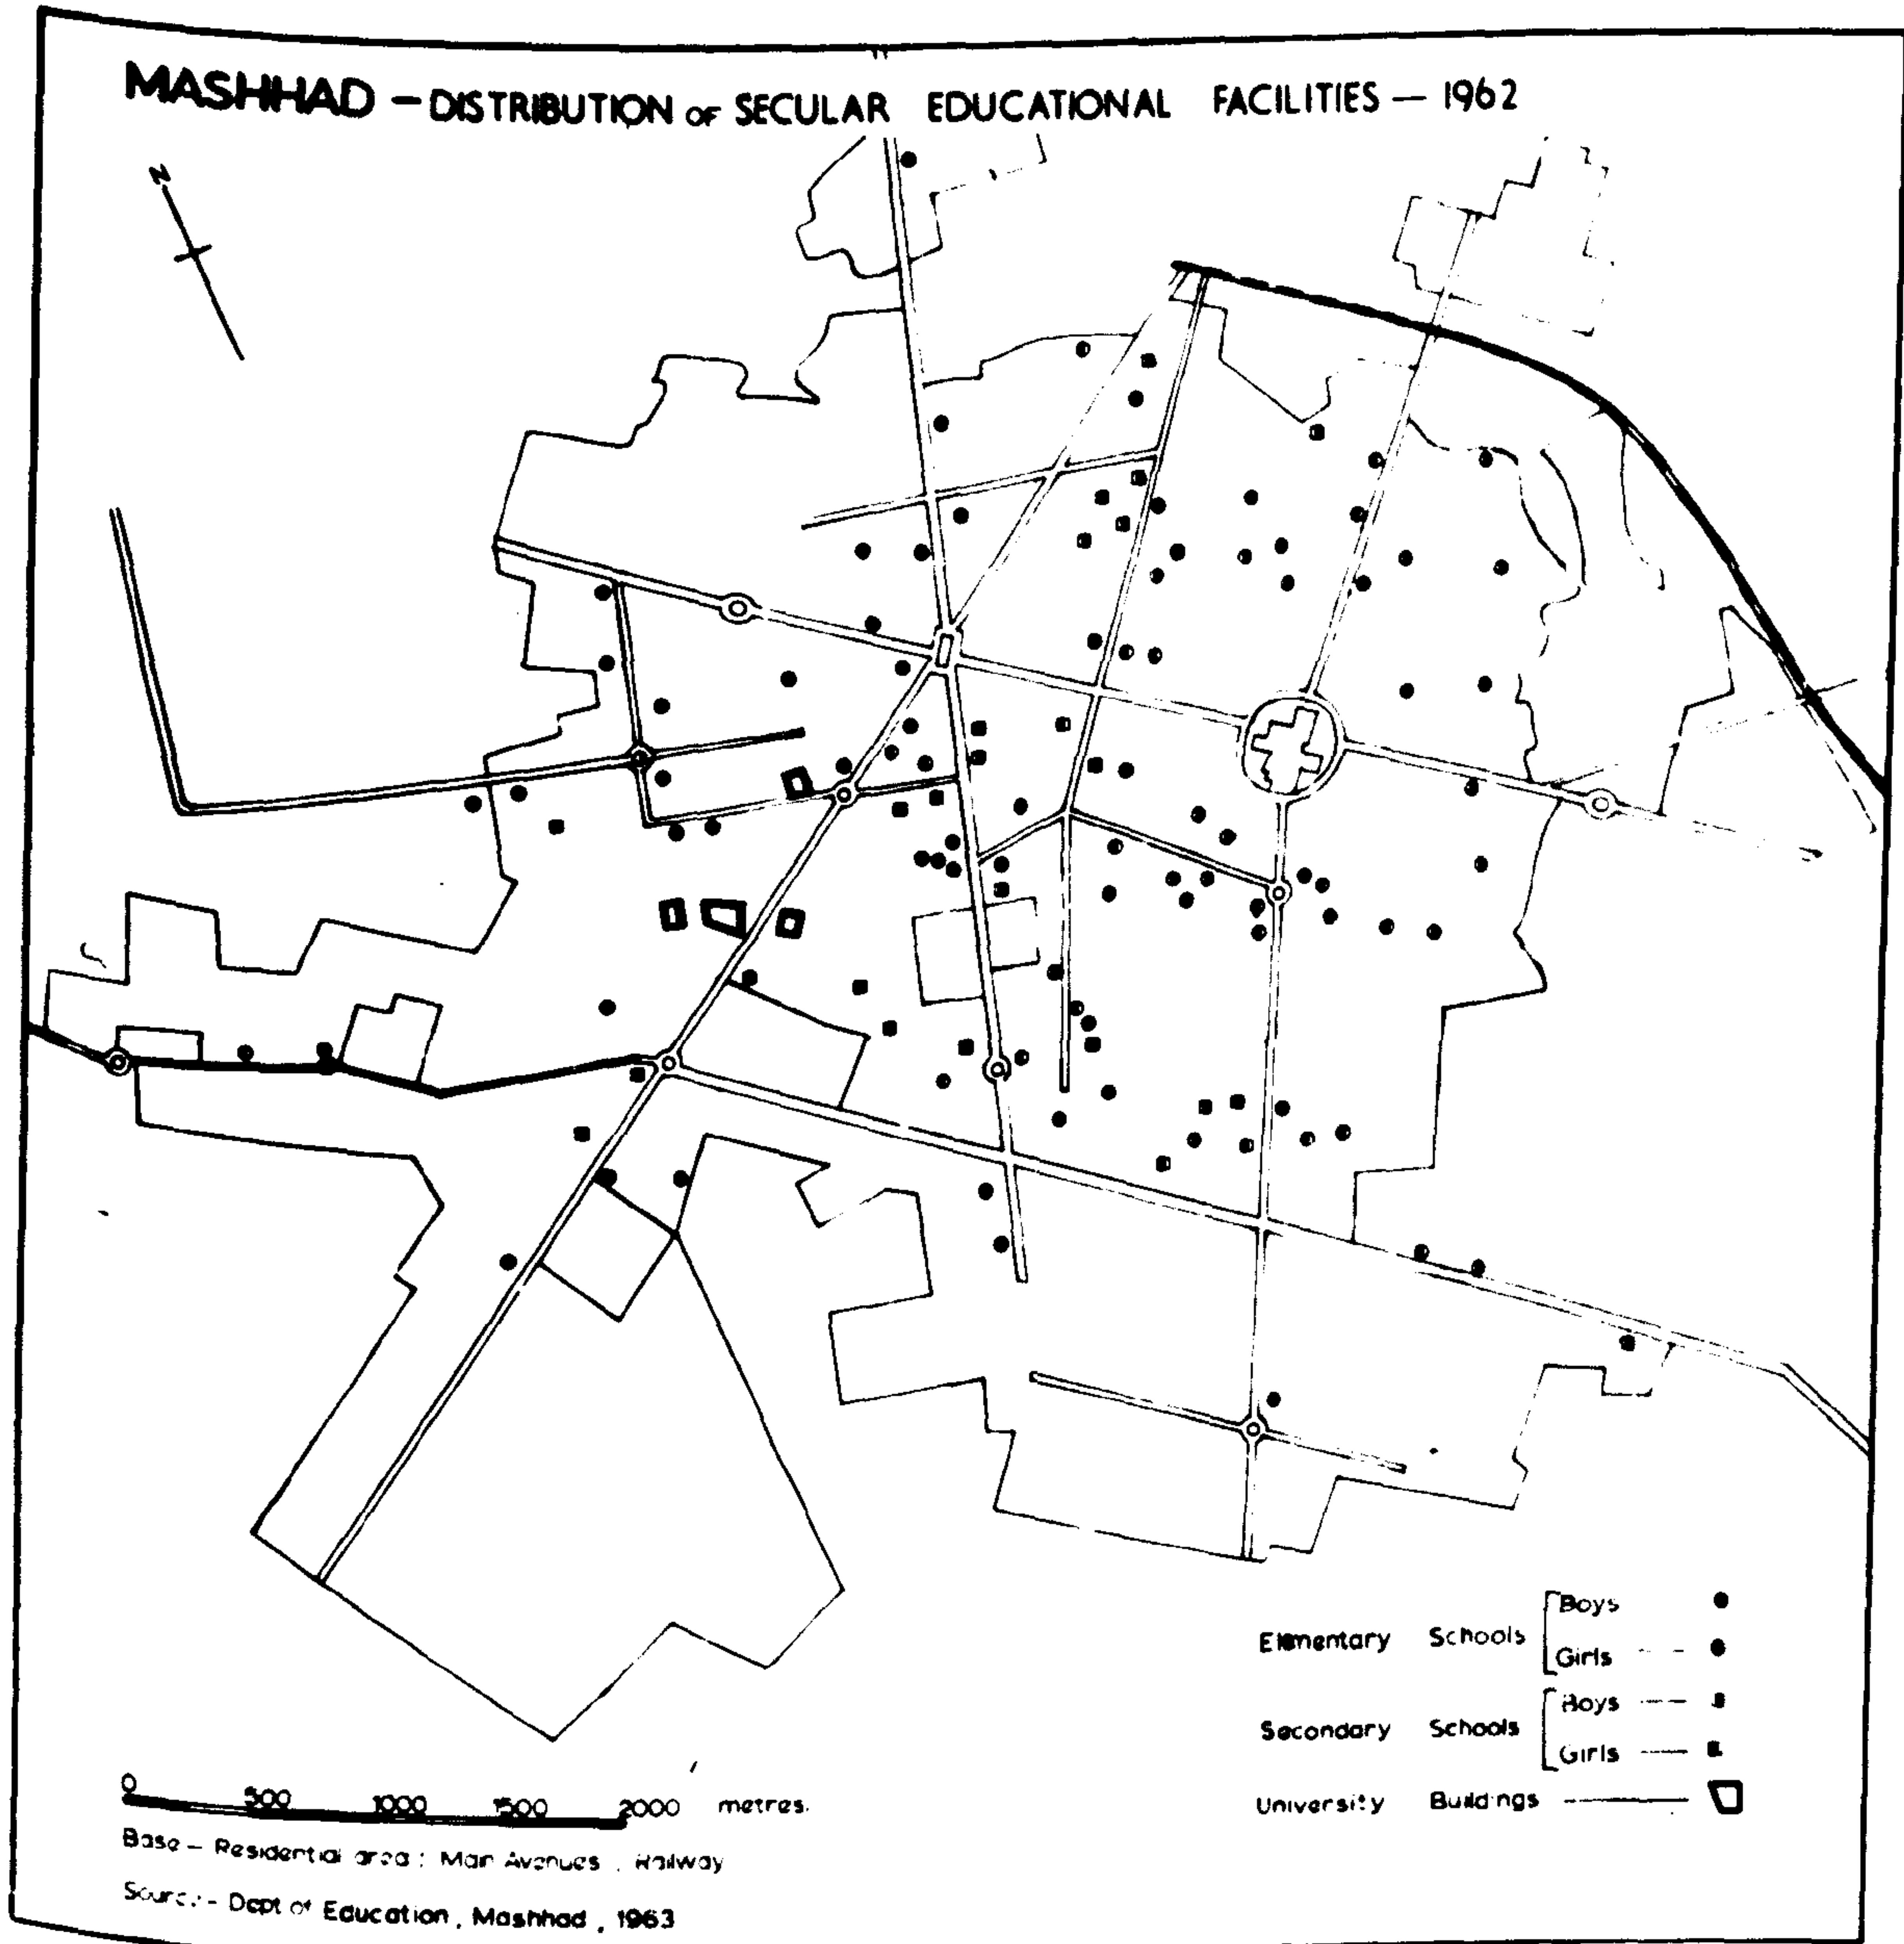 MASHHAD – DISTRIBUTION OF SECULAR EDUCATIONAL FACILITIES – 1962
N
Elementary Schools
Boys
Girls
Secondary Schools
Boys
Girls
University Buildings
0 500 1000 1500 2000 metres.
Base – Residential area ; Main Avenues , Railway
Source – Dept of Education , Mashhad , 1963